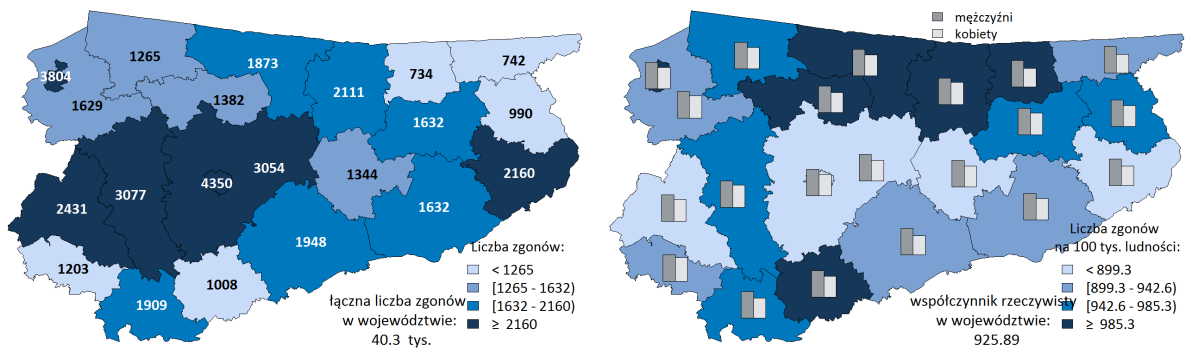 1265
1873
734
742
3804
1629
1382
2111
1632
990
3077
4350
3054
1344
2160
2431
1632
1948
1203
1008
1909
Liczba zgonów:
< 1265
[1265 - 1632)
[1632 - 2160)
≥ 2160
łączna liczba zgonów
w województwie:
40.3 tys.
mężczyźni
kobiety
Liczba zgonów
na 100 tys. ludności:
< 899.3
[899.3 - 942.6)
[942.6 - 985.3)
≥ 985.3
współczynnik rzeczywisty
w województwie:
925.89